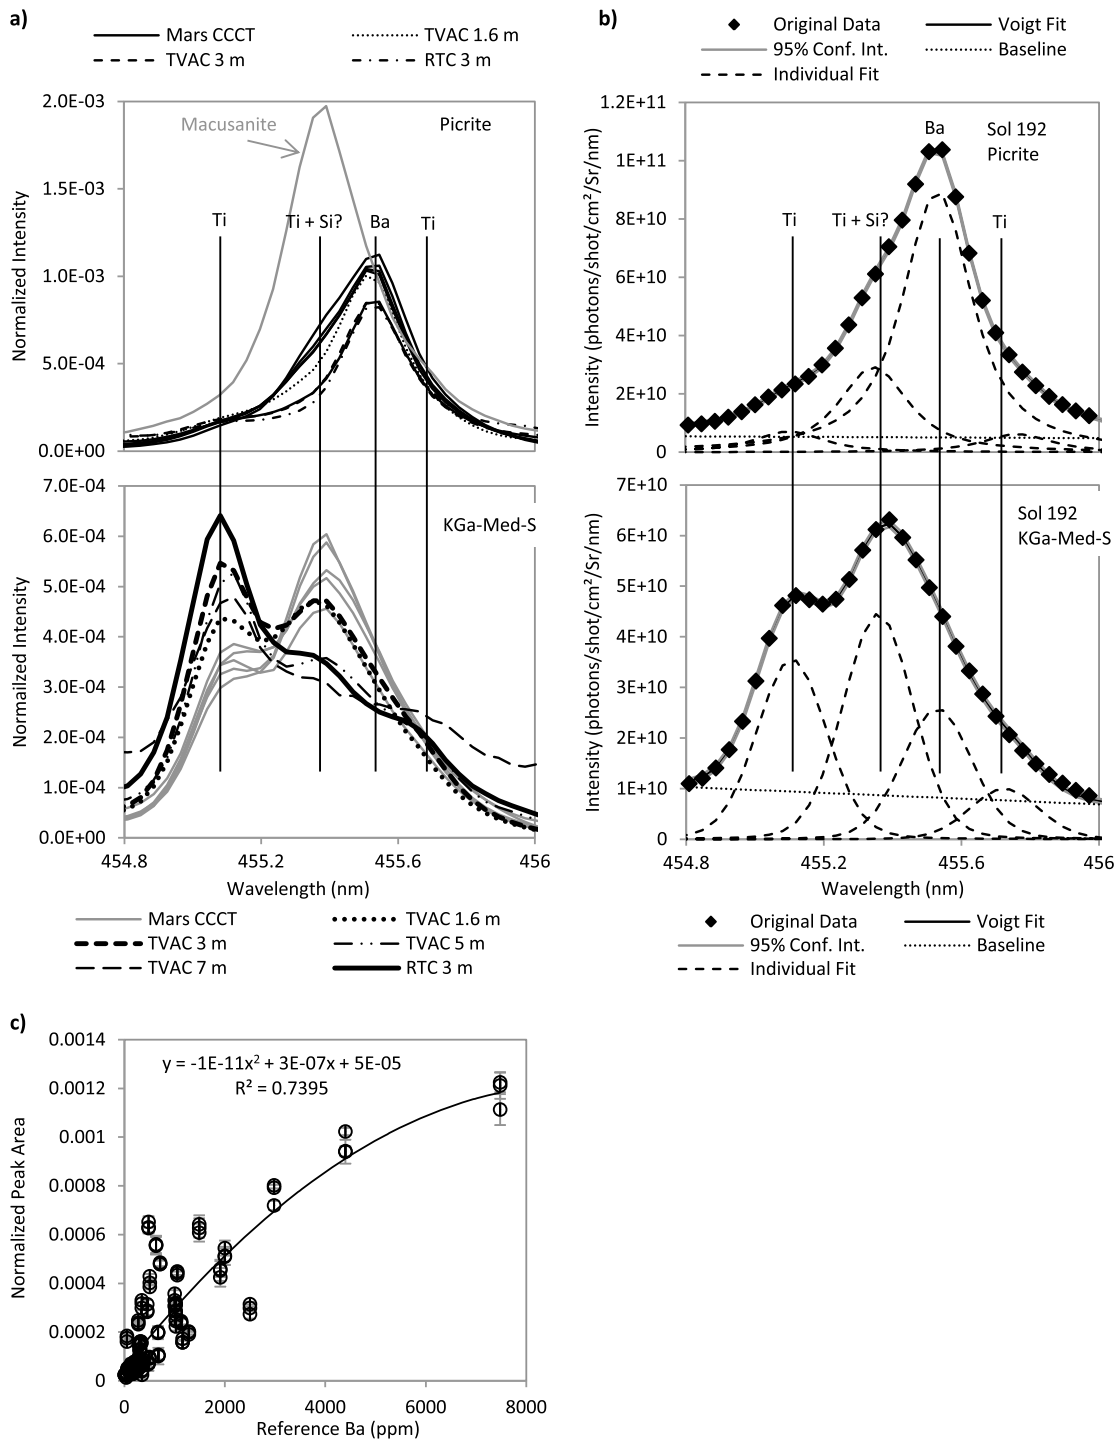 a)
Mars CCCT
TVAC 1.6 m
TVAC 3 m
RTC 3 m
2.0E-03
1.5E-03
1.0E-03
5.0E-04
0.0E+00
Normalized Intensity
Macusanite
Picrite
Ti
Ti + Si?
Ba
Ti
7.0E-04
6.0E-04
5.0E-04
4.0E-04
3.0E-04
2.0E-04
1.0E-04
0.0E+00
Normailzed Intensity
KGa-Med-S
454.8
455.2
455.6
456
Wavelength (nm)
Mars CCCT
TVAC 1.6 m
TVAC 3 m
TVAC 5 m
TVAC 7 m
RTC 3 m
b)
Original Data
Voigt Fit
95% Conf. Int.
Baseline
Individual Fit
1.2E+11
1E+11
8E+10
6E+10
4E+10
2E+10
0
Intensity (photons/shot/cm²/Sr/nm)
Ba
Sol 192
Picrite
Ti
Ti + Si?
Ti
7E+10
6E+10
5E+10
4E+10
3E+10
2E+10
1E+10
0
Intensity (photons/shot/cm²/Sr/nm)
Sol 192
KGa-Med-S
454.8
455.2
455.6
456
Wavelength (nm)
Original Data
Voigt Fit
95% Conf. Int.
Baseline
Individual Fit
c)
0.0014
0.0012
0.001
0.0008
0.0006
0.0004
0.0002
0
Normalized Peak Area
y = -1E-11x² + 3E-07x + 5E-05
R² = 0.7395
0
2000
4000
6000
8000
Reference Ba (ppm)